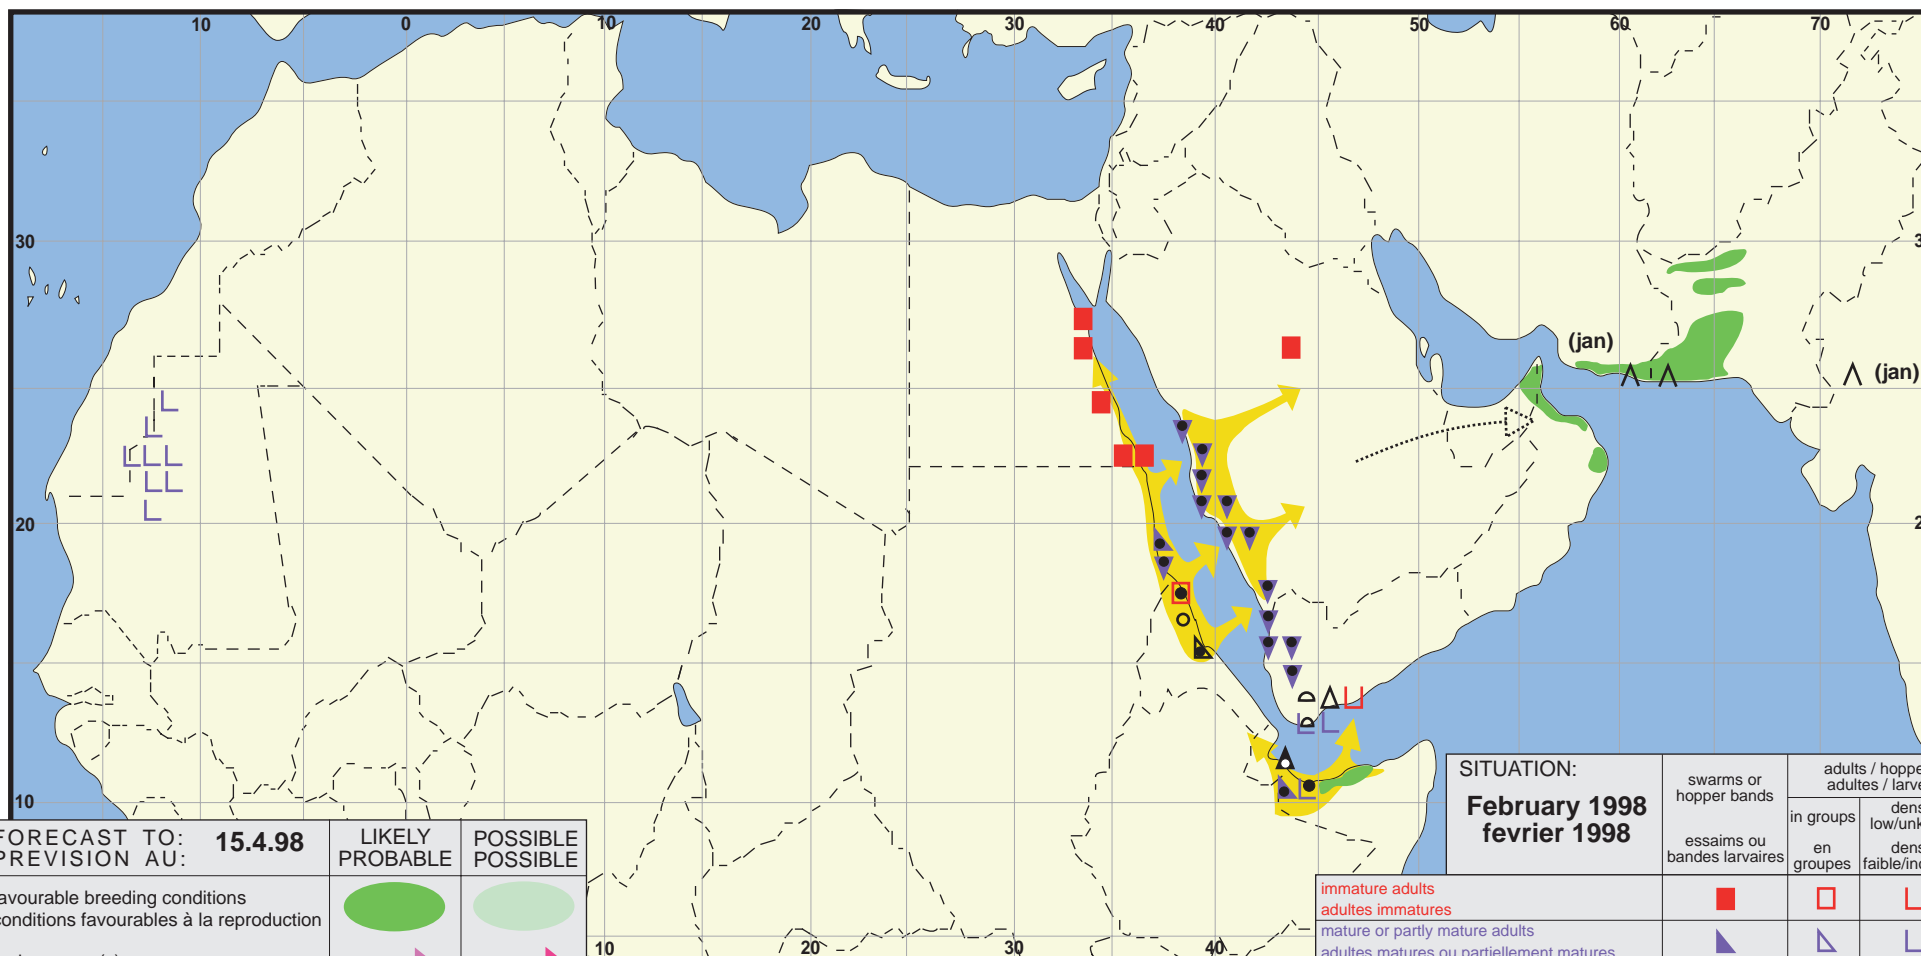 10 0 10 20 30 40 50 60 70
30
(jan)
(jan)
20
10
SITUATION:
February 1998
fevrier 1998
swarms or
hopper bands
essaims ou
bandes larvaires
adults / hoppe
adultes / larve
in groups
en
groupes
dens
low/unk
dens
faible/inc
immature adults
adultes immatures
mature or partly mature adults
adultes matures ou partiellement matures
FORECAST TO: 15.4.98
PREVISION AU:
LIKELY
PROBABLE
POSSIBLE
POSSIBLE
avourable breeding conditions
conditions favourables à la reproduction
10 20 30 40